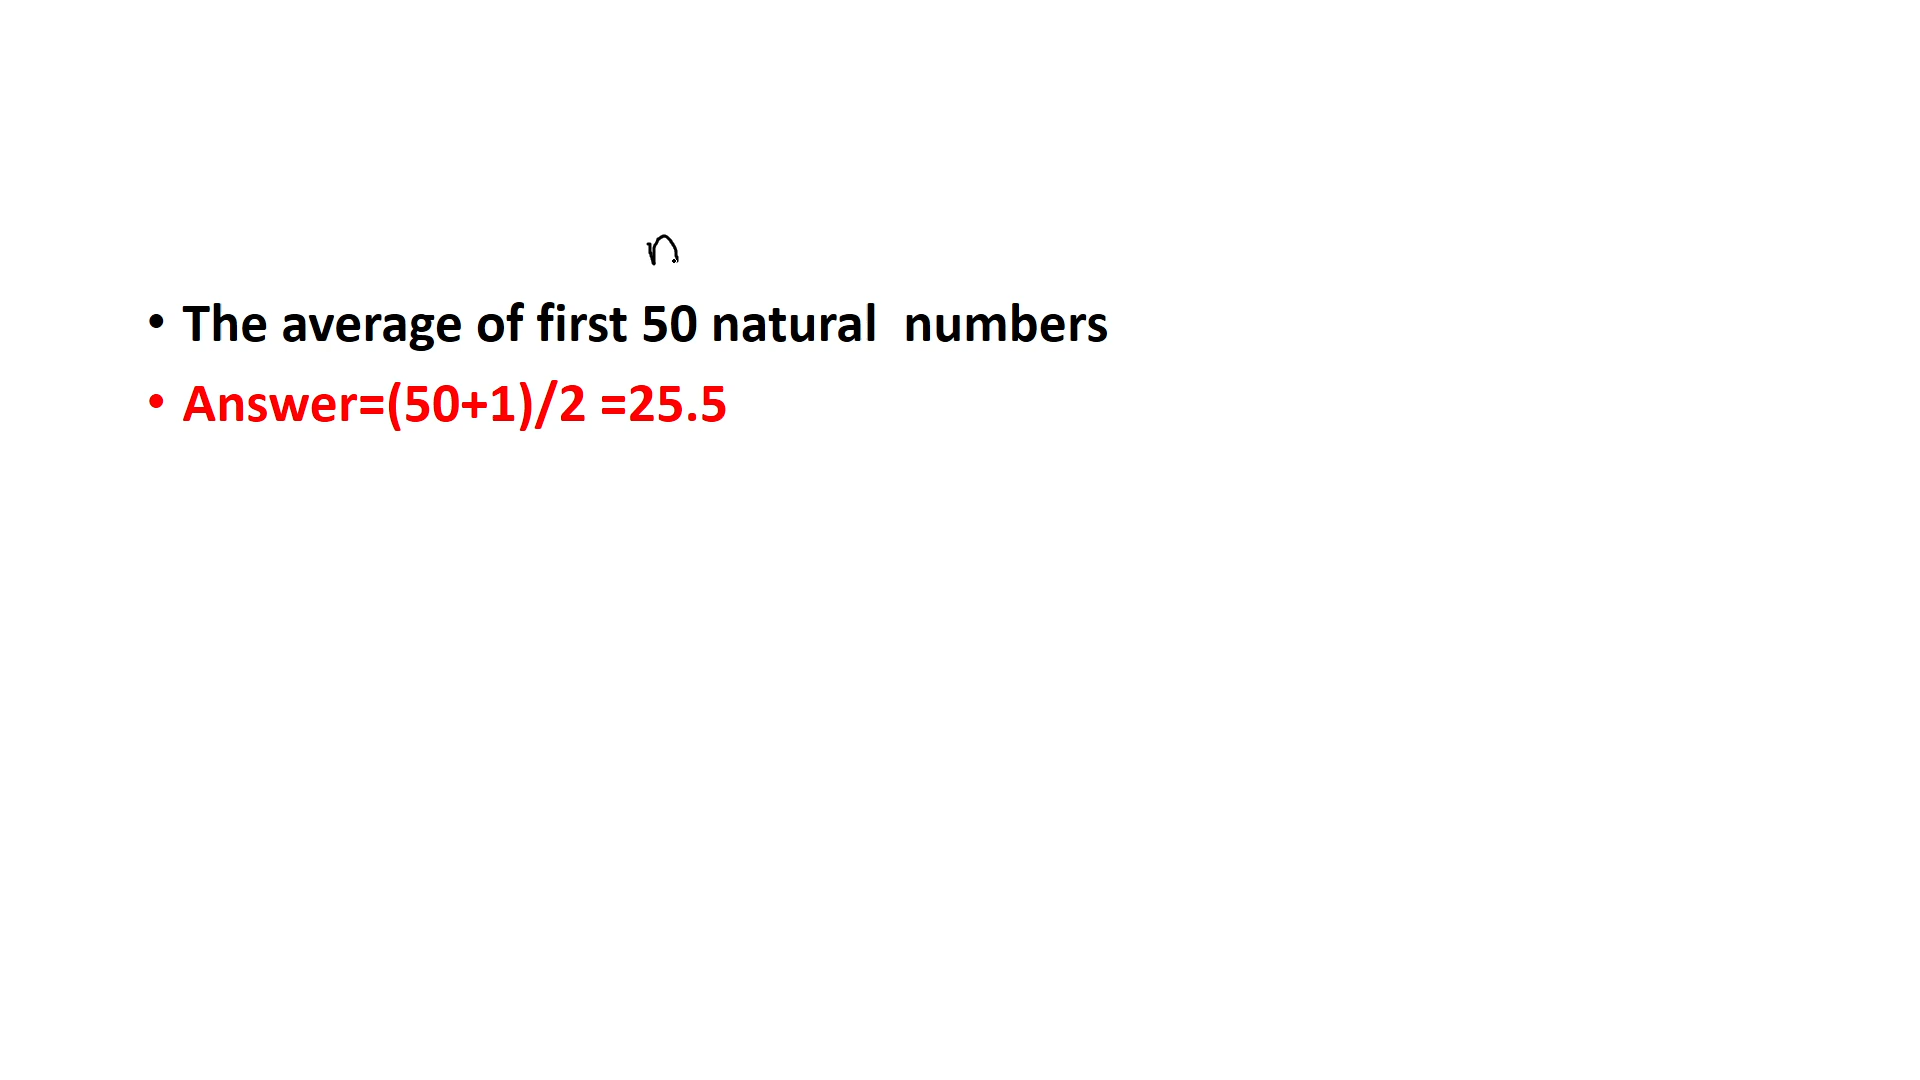 n
• The average of first 50 natural  numbers
• Answer=(50+1)/2 =25.5